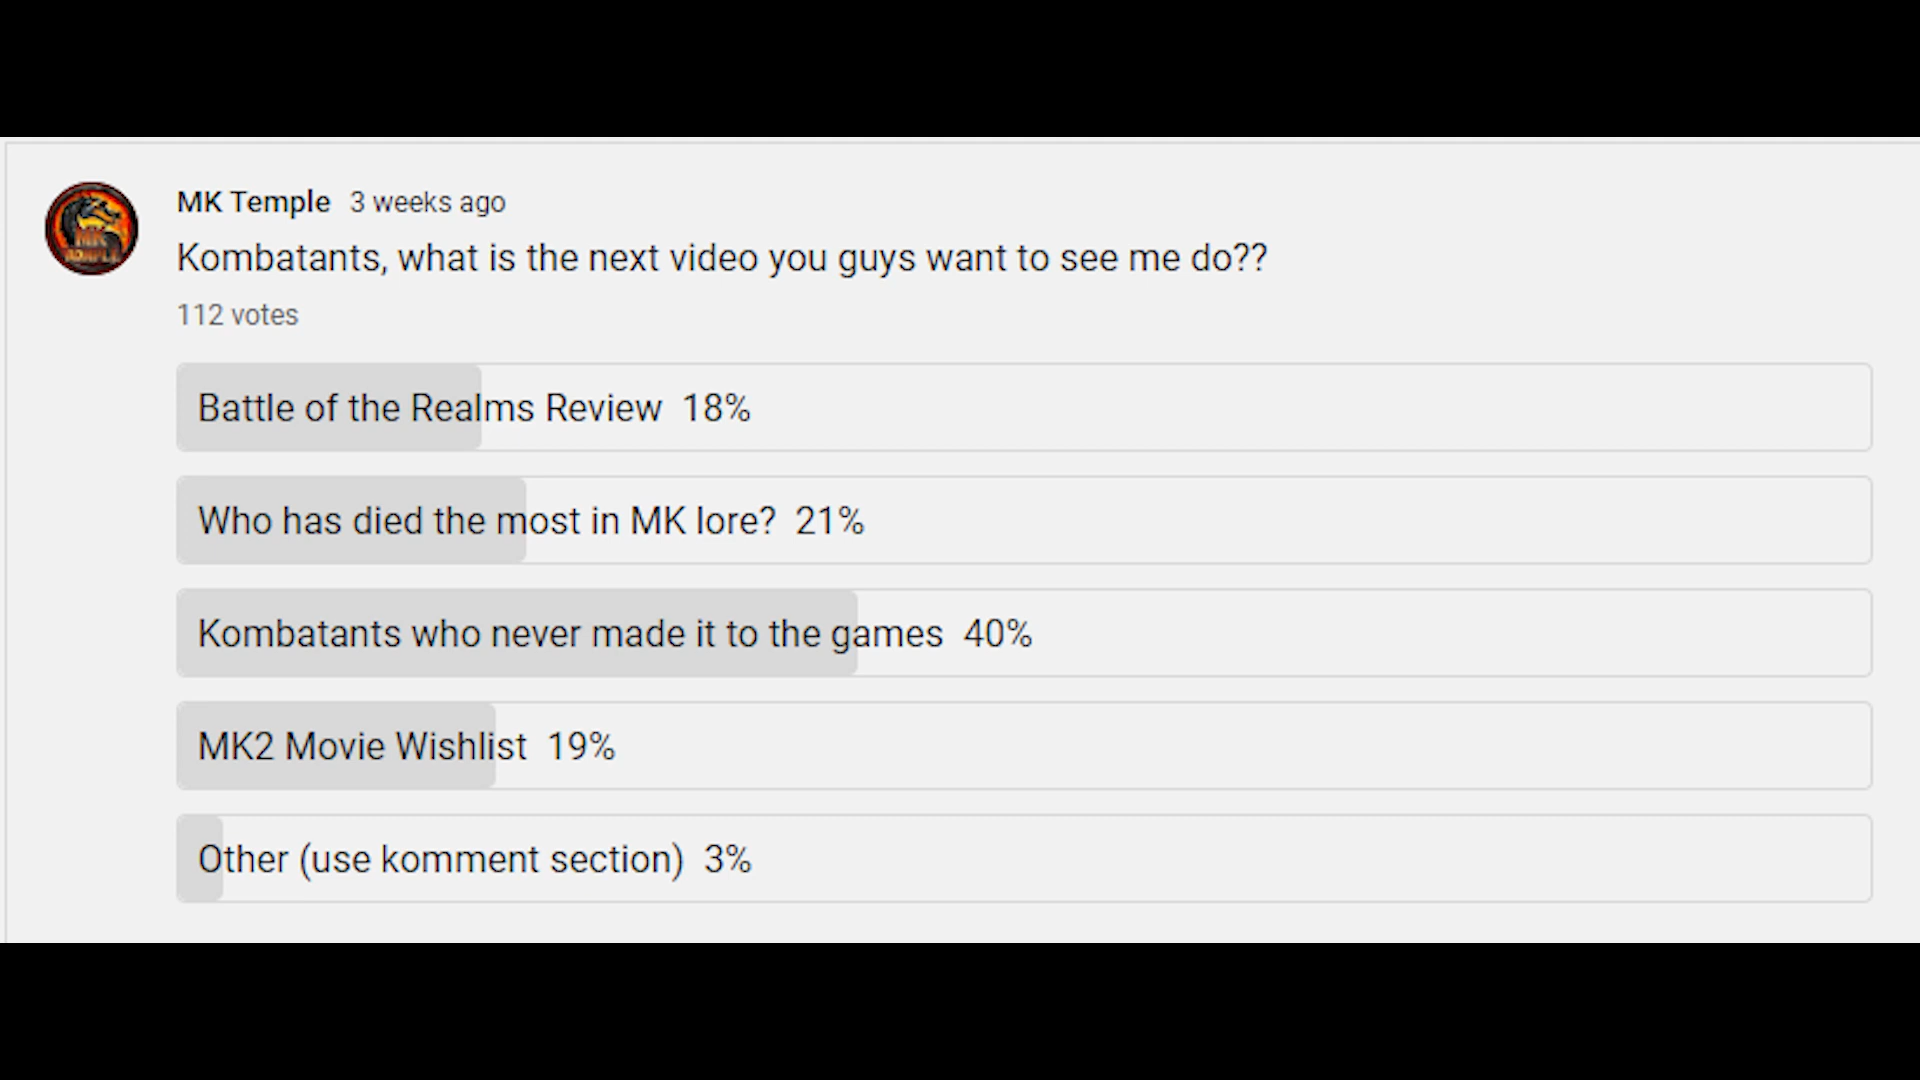 MK Temple 3 weeks ago
Kombatants, what is the next video you guys want to see me do??
112 votes
Battle of the Realms Review 18%
Who has died the most in MK lore? 21%
Kombatants who never made it to the games 40%
MK2 Movie Wishlist 19%
Other (use komment section) 3%